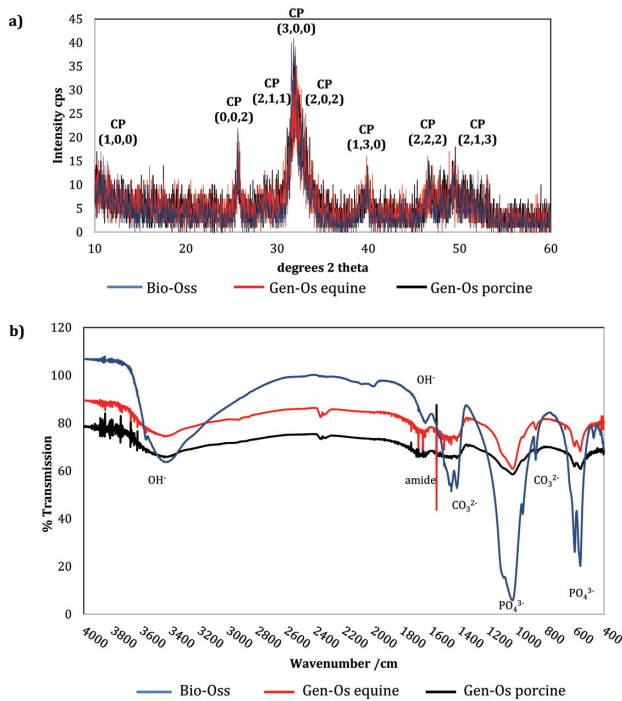 a)
Intensity cps
45
40
35
30
25
20
15
10
5
0
CP
(1,0,0)
CP
(0,0,2)
CP
(2,1,1)
CP
(3,0,0)
CP
(2,0,2)
CP
(1,3,0)
CP
(2,2,2)
CP
(2,1,3)
10 20 30 40 50 60
degrees 2 theta
Bio-Oss Gen-Os equine Gen-Os porcine
b)
% Transmission
120
100
80
60
40
20
0
OH⁻
OH⁻
amide
CO₃²⁻
PO₄³⁻
CO₃²⁻
PO₄³⁻
4000 3800 3600 3400 3200 3000 2800 2600 2400 2200 2000 1800 1600 1400 1200 1000 800 600 400
Wavenumber /cm
Bio-Oss Gen-Os equine Gen-Os porcine